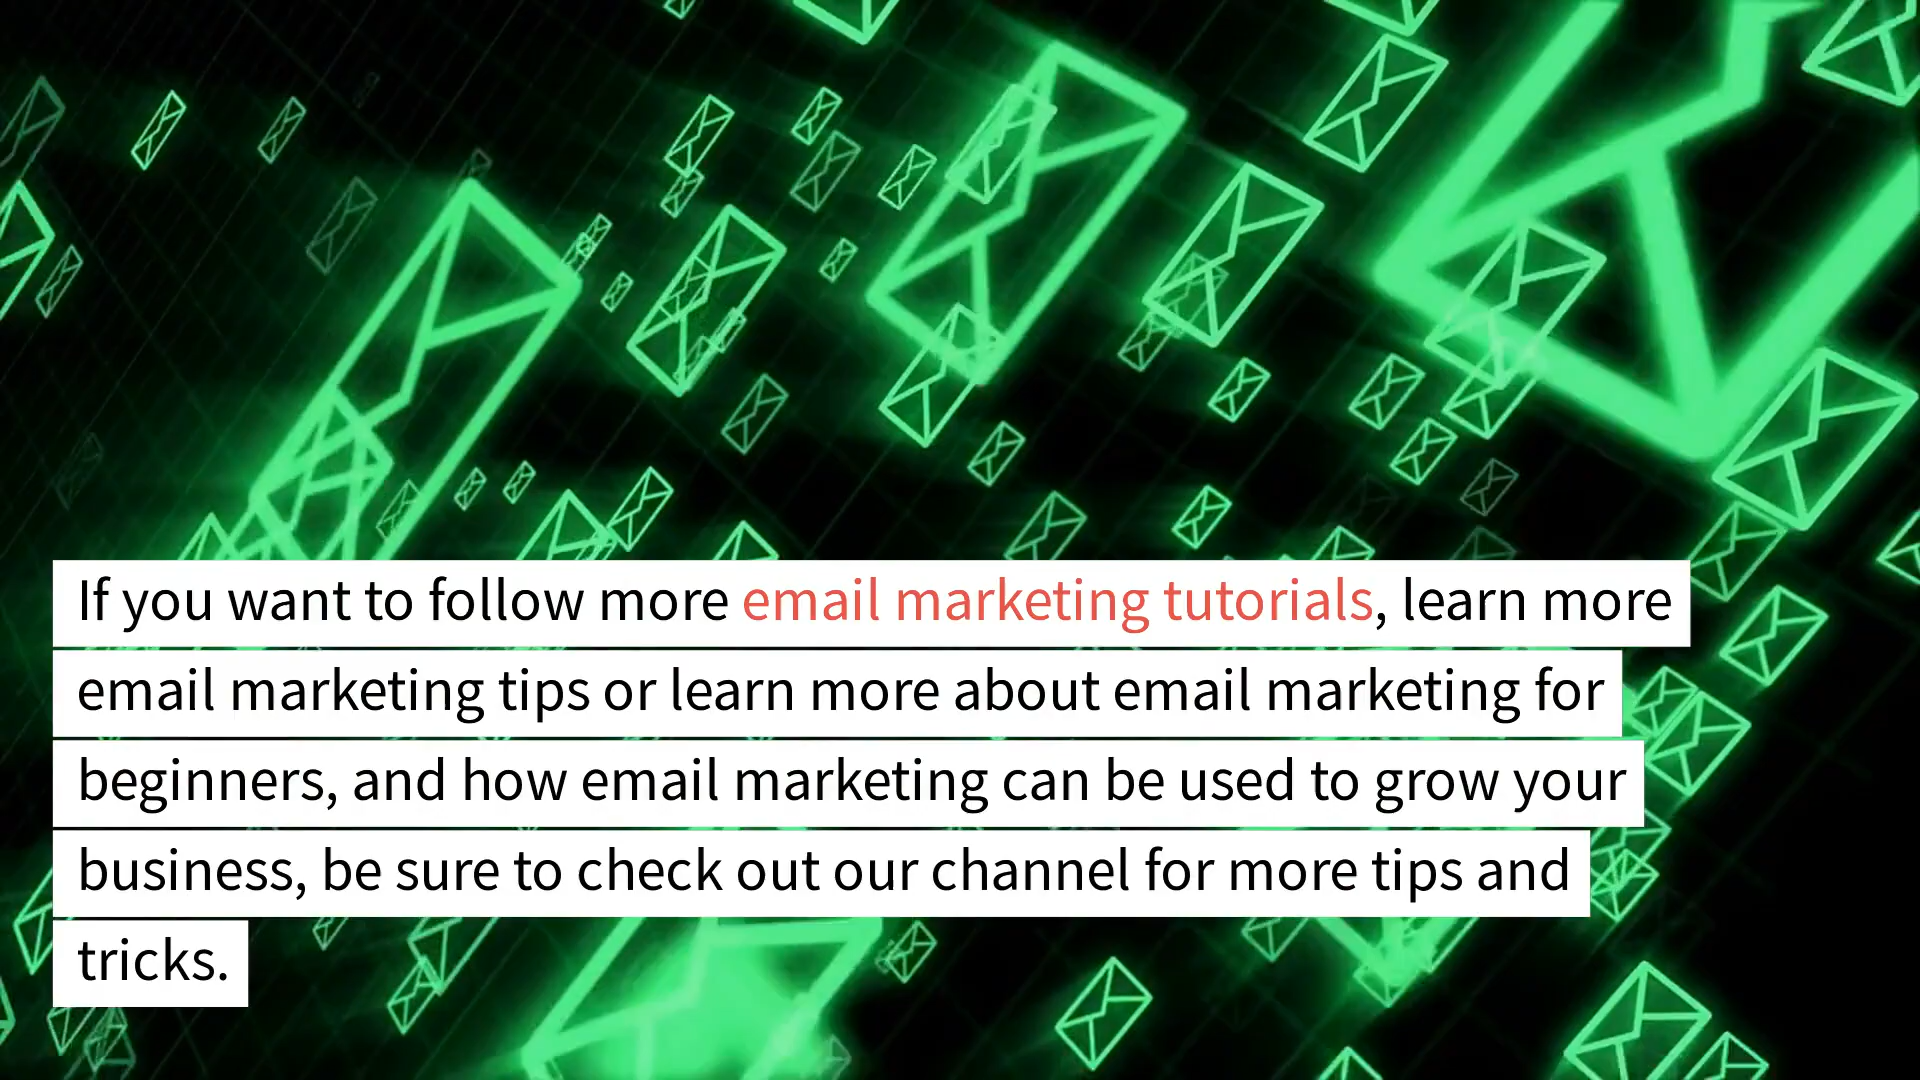 If you want to follow more email marketing tutorials, learn more
email marketing tips or learn more about email marketing for
beginners, and how email marketing can be used to grow your
business, be sure to check out our channel for more tips and
tricks.